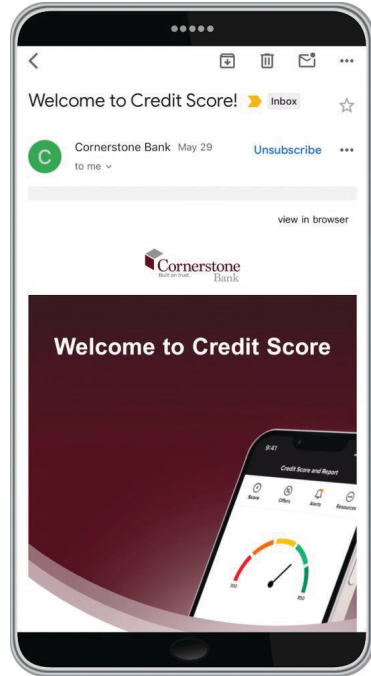 Welcome to Credit Score! Inbox
Cornerstone Bank May 29 Unsubscribe
C
to me
view in browser
Cornerstone
Built on trust. Bank
Welcome to Credit Score
9:41
Credit Score and Report
Score Offers Alerts Resources
300 850